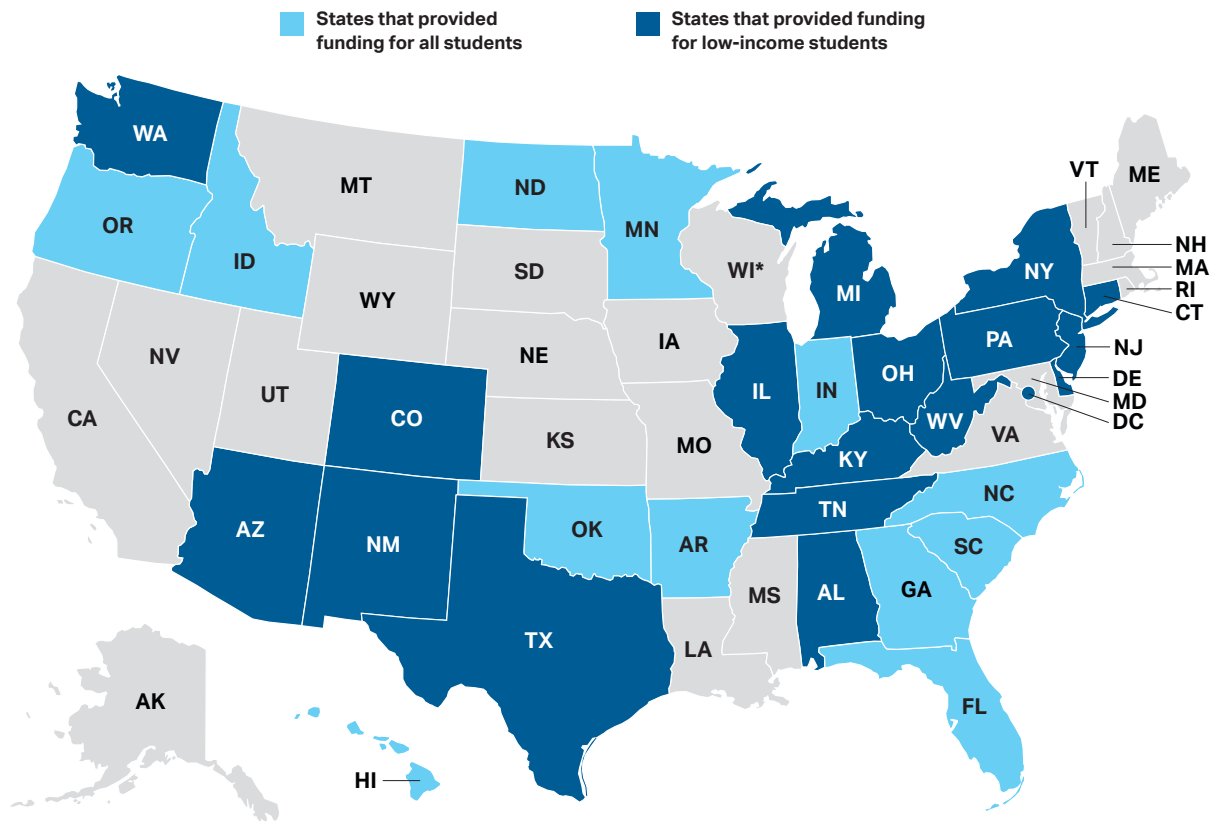 States that provided
funding for all students
States that provided funding
for low-income students
WA
MT
ND
MN
VT
ME
OR
ID
SD
WI*
NH
MA
NY
MI
RI
CT
WY
IA
NE
PA
NJ
NV
UT
OH
DE
IL
IN
MD
DC
CA
CO
WV
KS
MO
VA
KY
NC
TN
AZ
NM
OK
AR
SC
MS
AL
GA
TX
LA
AK
FL
HI